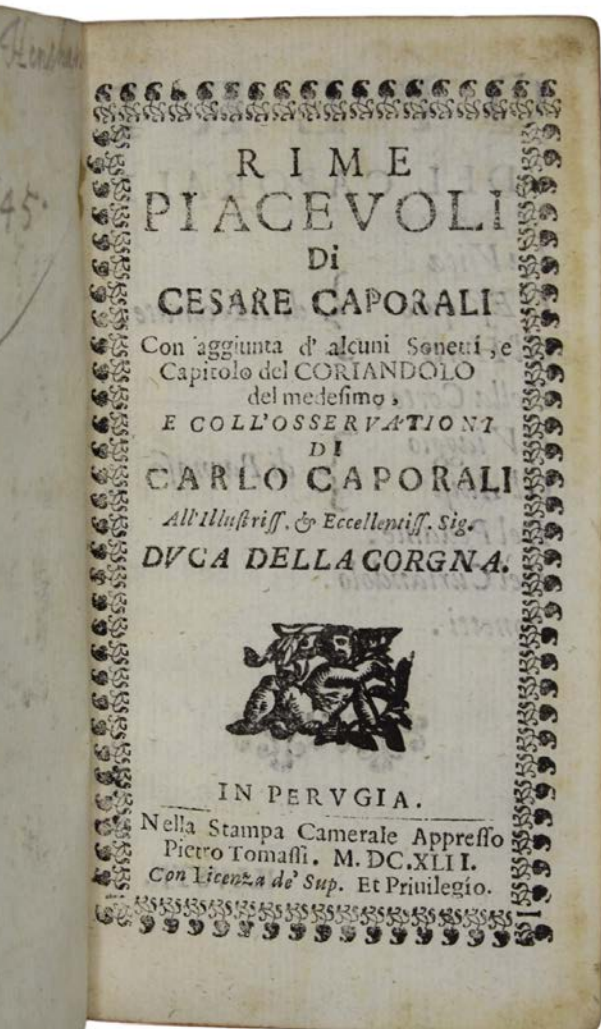 45.
RIME
PIACEVOLI
Di
CESARE CAPORALI
Con aggiunta d' alcuni Sonetti, e
Capitolo del CORIANDOLO
del medesimo,
E COLL'OSSERVATIONI
DI
CARLO CAPORALI
All'Illuſtriſſ. & Eccellentiſſ. Sig.
DVCA DELLA CORGNA.
IN PERVGIA.
Nella Stampa Camerale Appreſſo
Pietro Tomaſſi. M. DC. XLII.
Con Licenza de' Sup. Et Priuilegio.